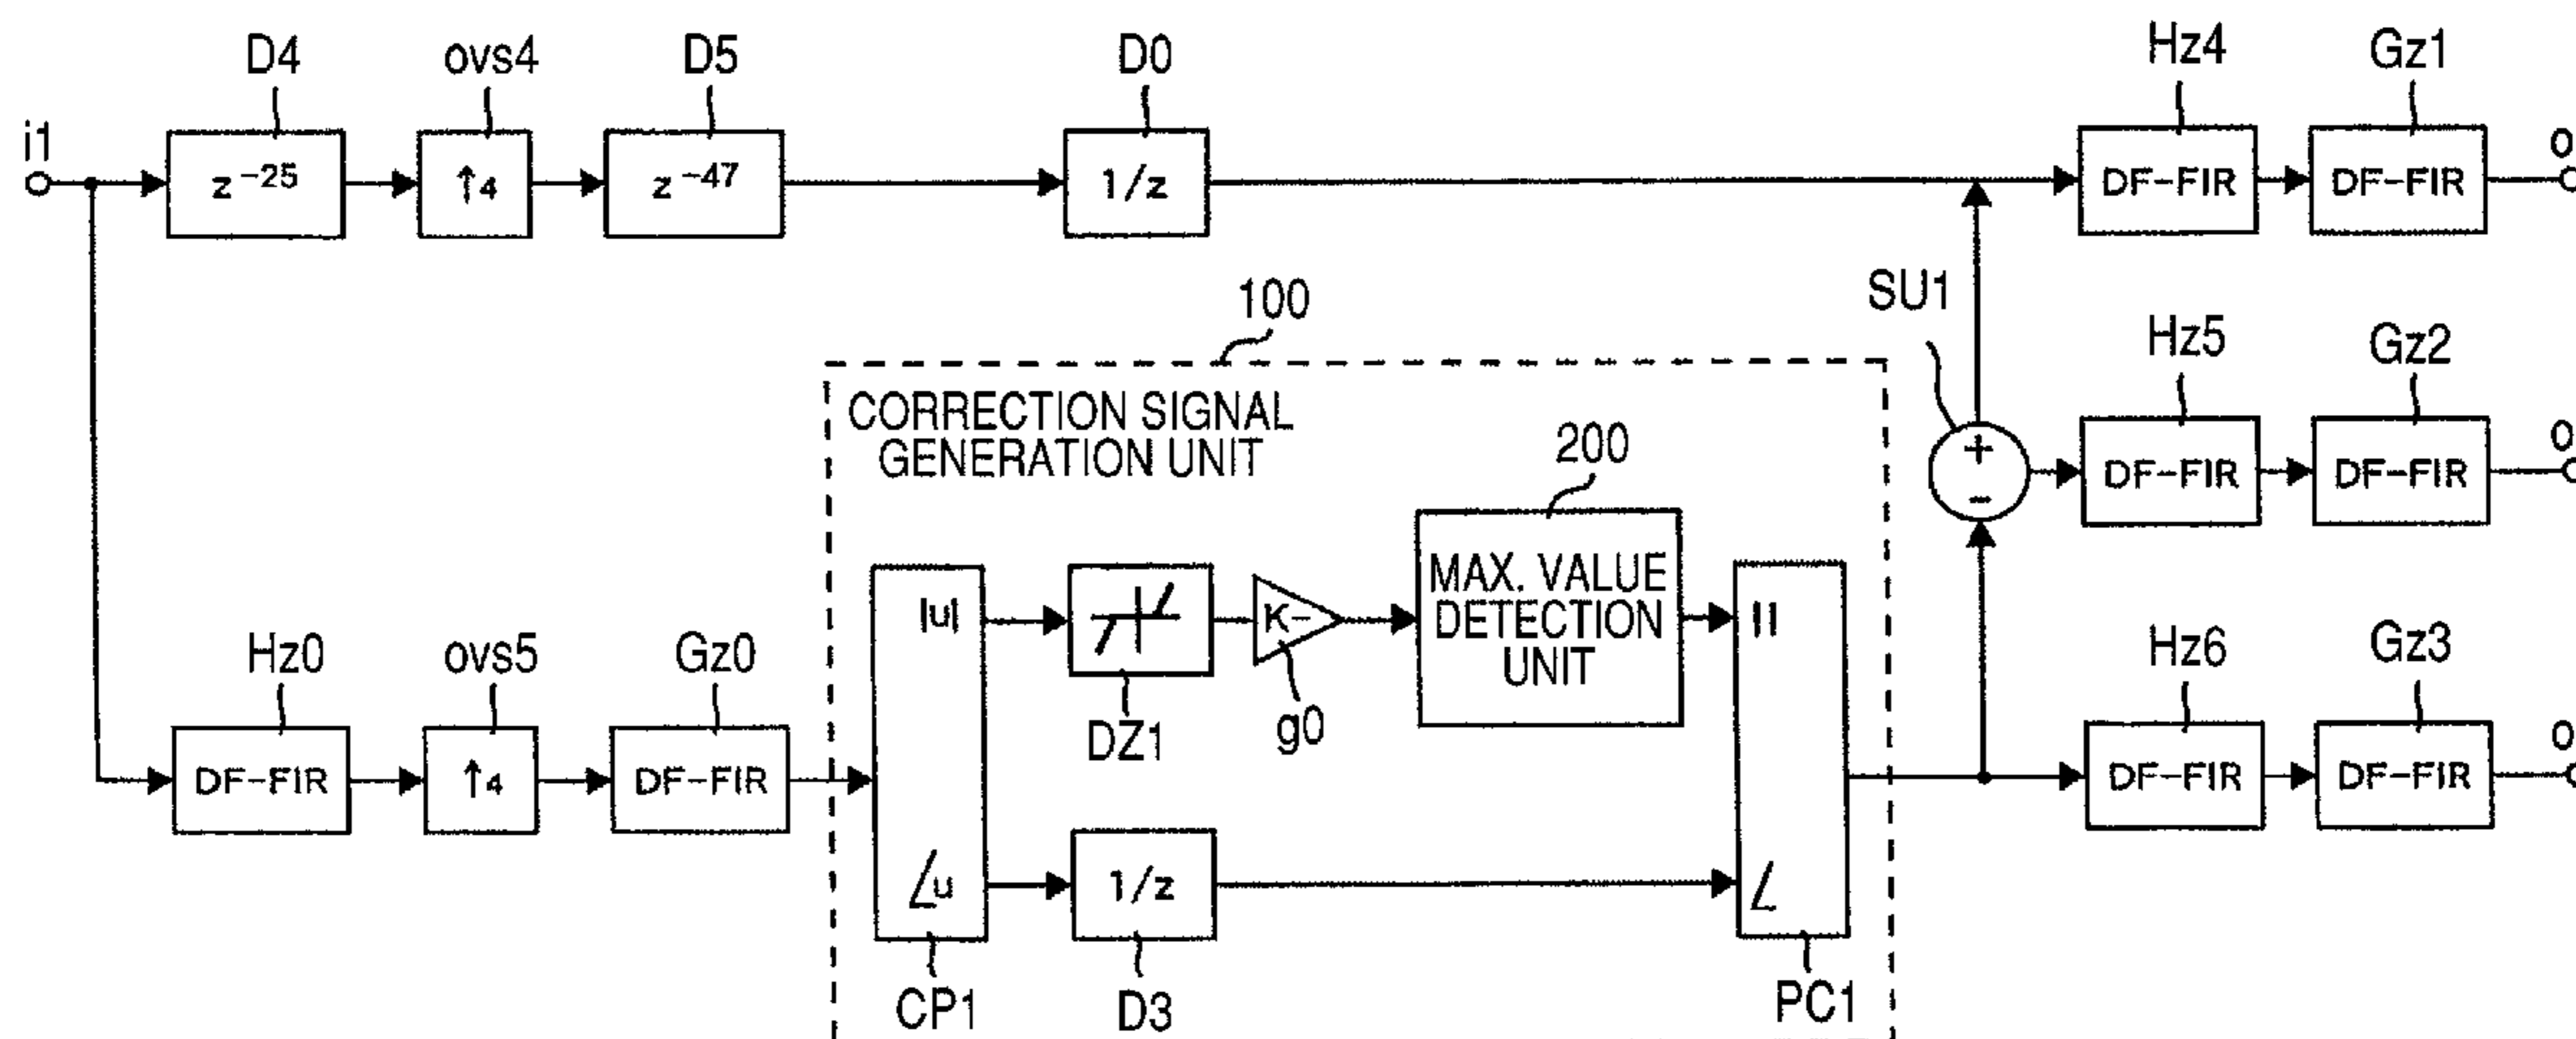 D4
ovs4
D5
D0
Hz4
Gz1
i1
z⁻²⁵
↑4
z⁻⁴⁷
1/z
DF-FIR
DF-FIR
o
100
SU1
Hz5
Gz2
CORRECTION SIGNAL
GENERATION UNIT
200
+
−
DF-FIR
DF-FIR
o
|u|
K-
MAX. VALUE
DETECTION
UNIT
||
Hz0
ovs5
Gz0
DZ1
g0
Hz6
Gz3
DF-FIR
↑4
DF-FIR
DF-FIR
DF-FIR
o
∠u
1/z
∠
CP1
D3
PC1